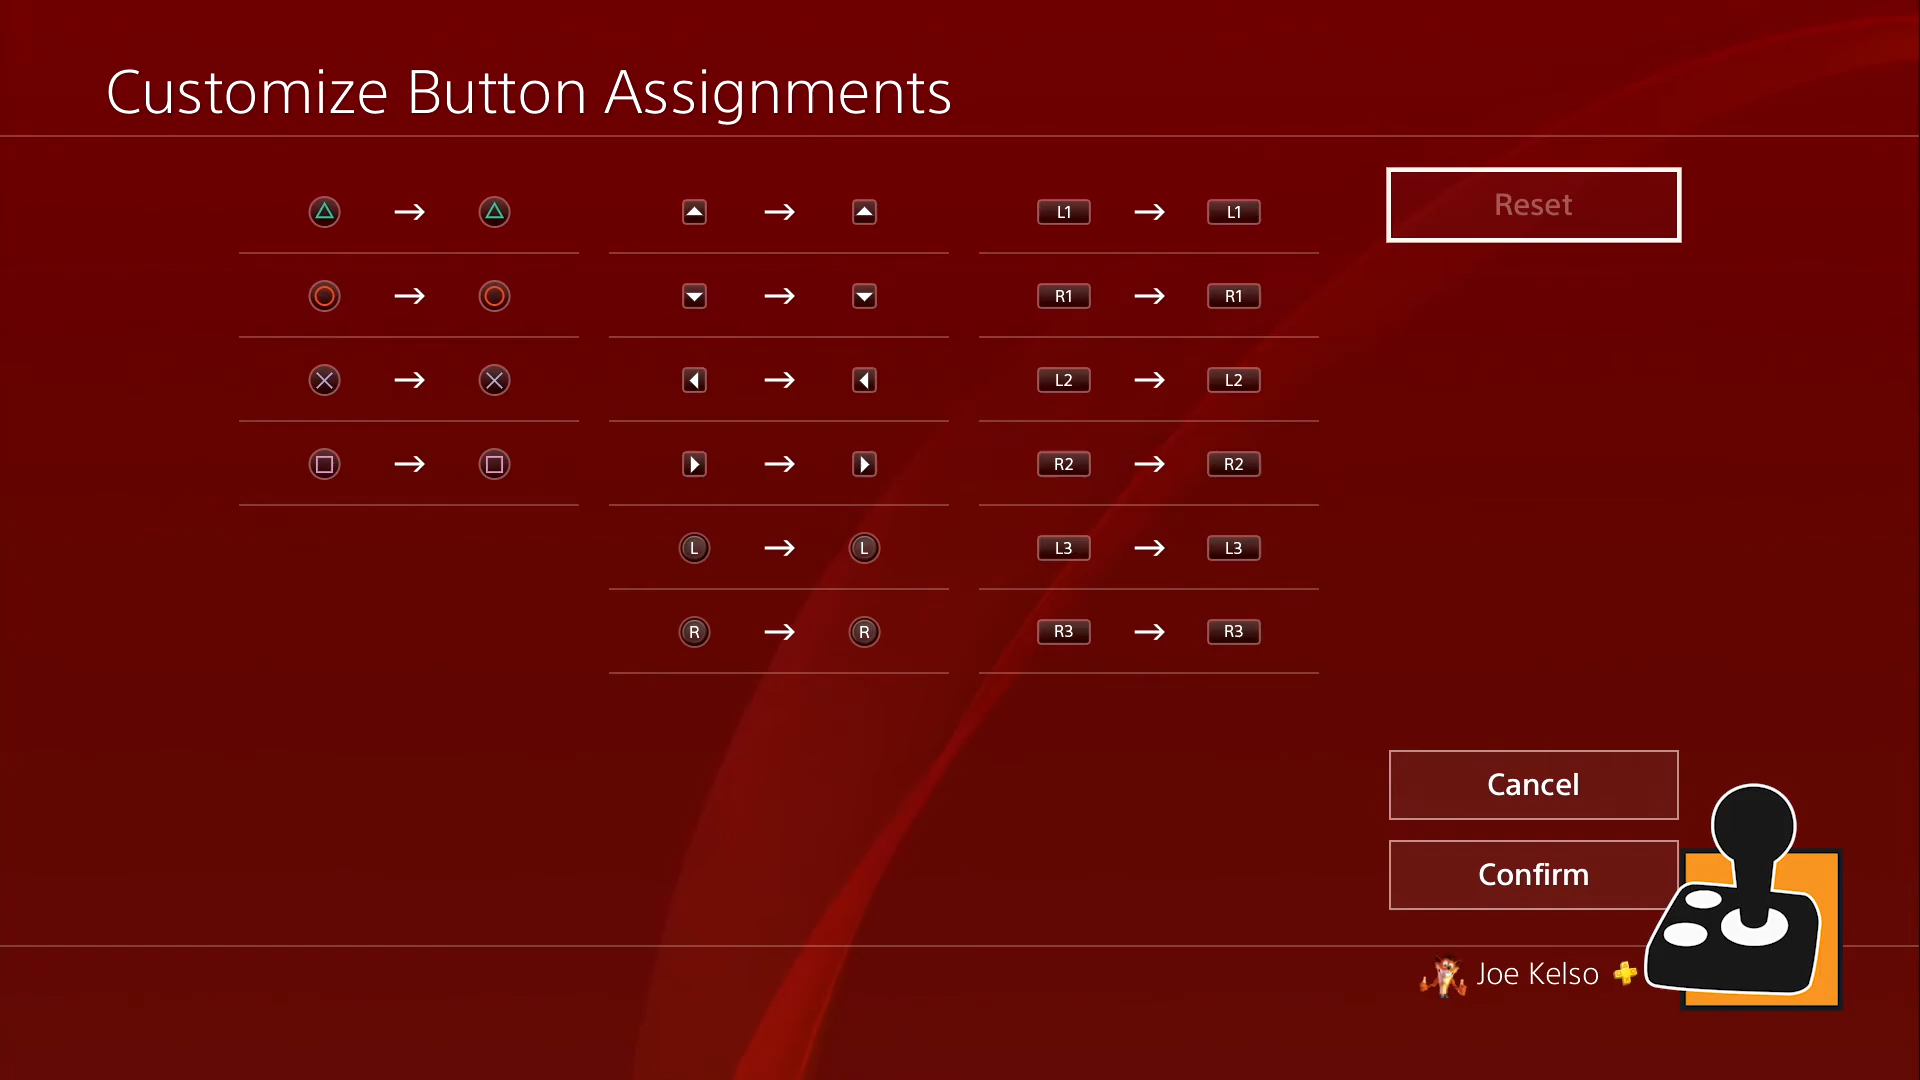 Customize Button Assignments
L1 → L1
R1 → R1
L2 → L2
R2 → R2
L → L
L3 → L3
R → R
R3 → R3
Reset
Cancel
Confirm
Joe Kelso